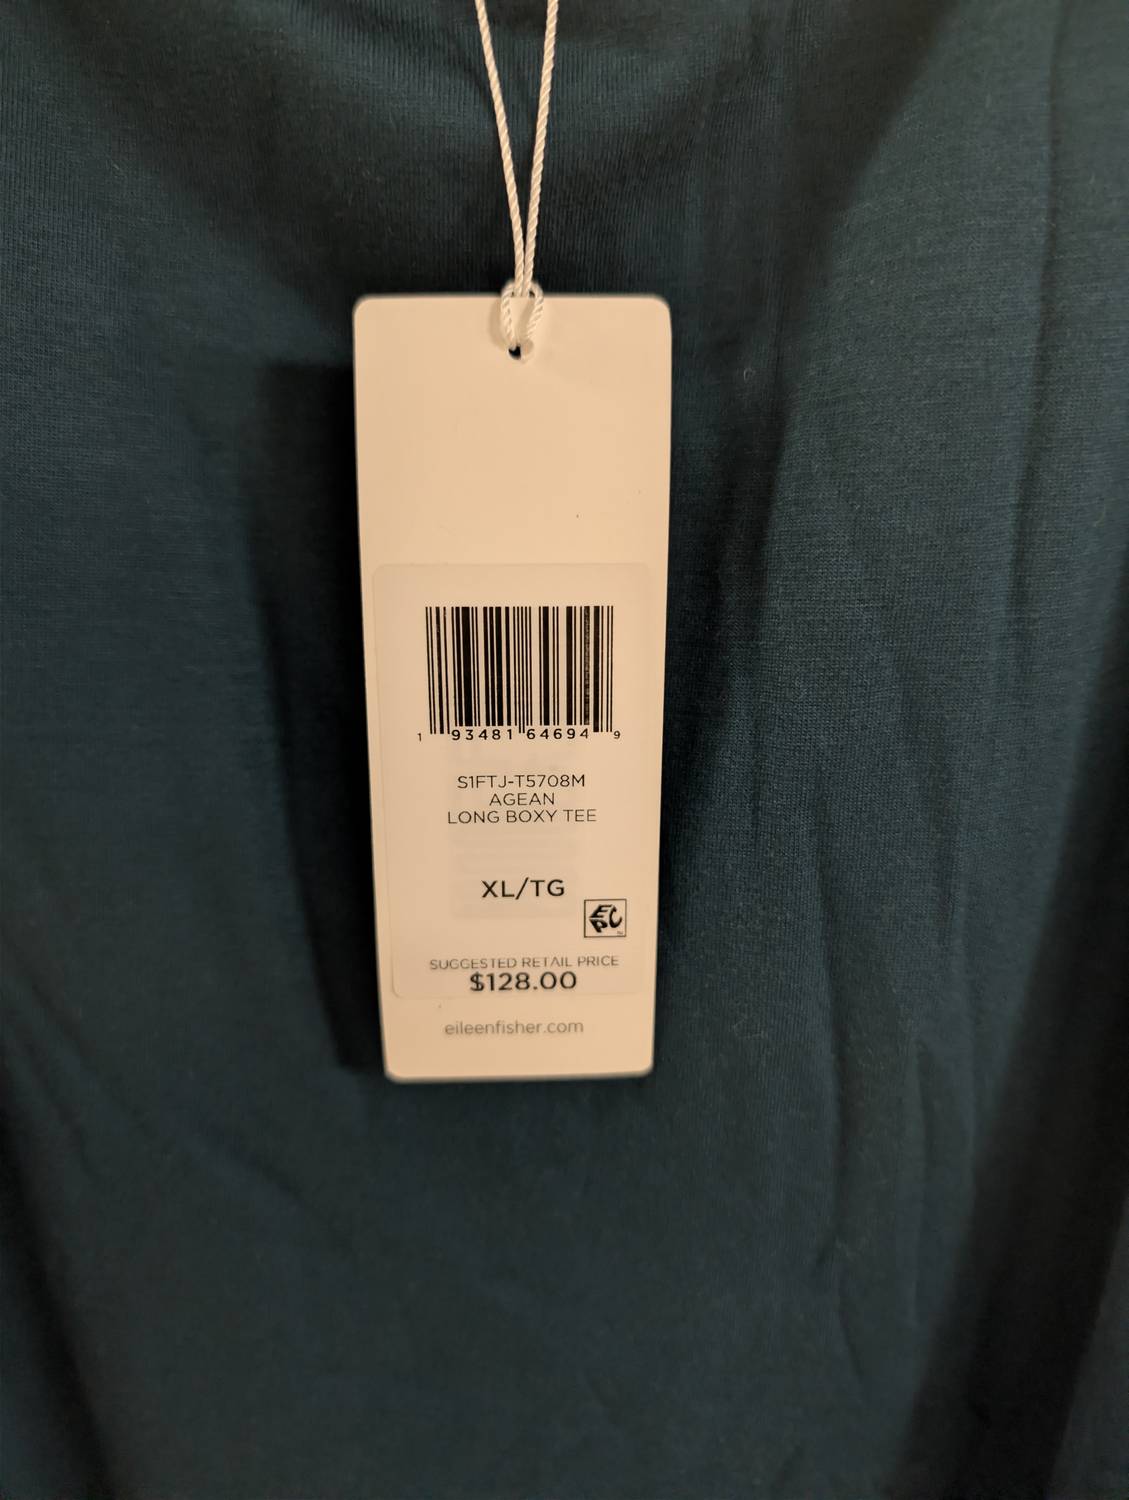 1 93481 64694 9
S1FTJ-T5708M
AGEAN
LONG BOXY TEE
XL/TG
EPC
SUGGESTED RETAIL PRICE
$128.00
eileenfisher.com